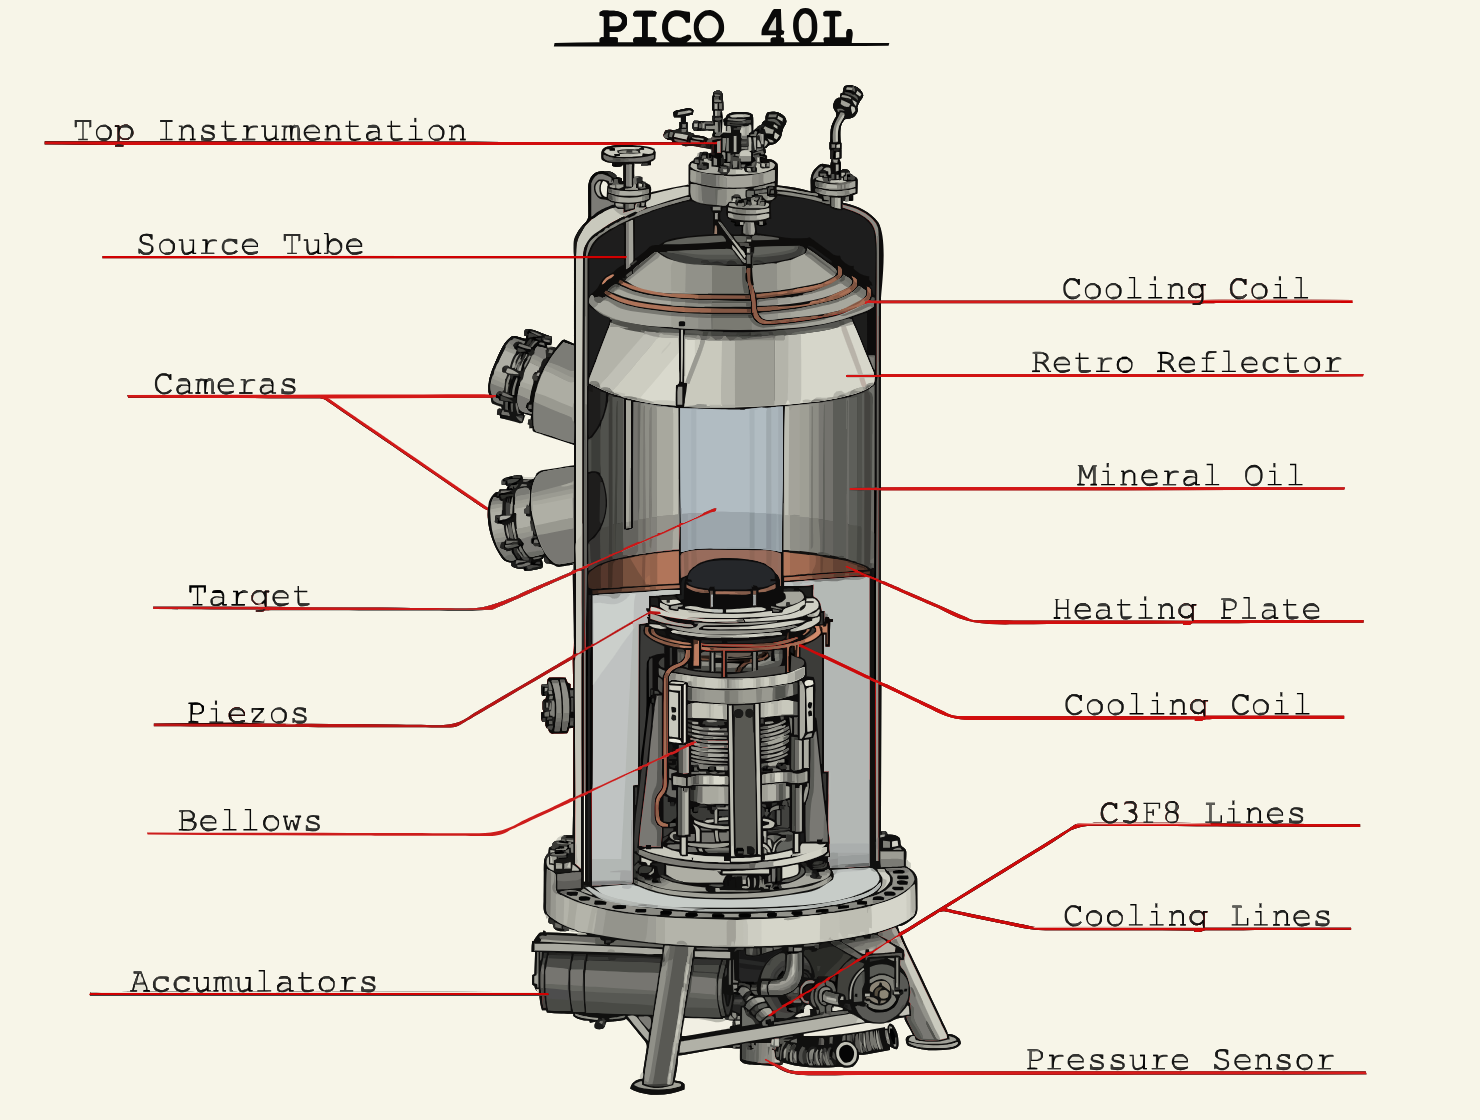 PICO 40L
Top Instrumentation
Source Tube
Cooling Coil
Retro Reflector
Cameras
Mineral Oil
Target
Heating Plate
Piezos
Cooling Coil
Bellows
C3F8 Lines
Cooling Lines
Accumulators
Pressure Sensor